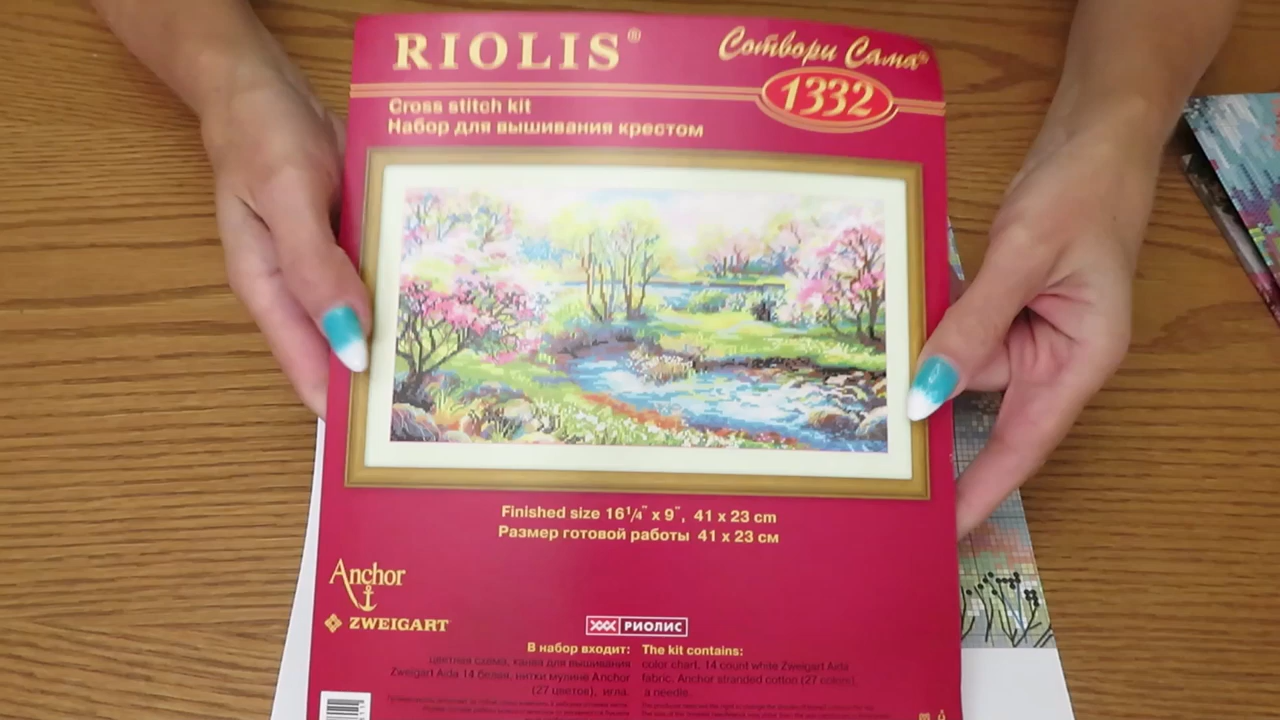 RIOLIS®
Сотвори Сама®
1332
Cross stitch kit
Набор для вышивания крестом
Finished size 16¼" x 9", 41 x 23 cm
Размер готовой работы 41 x 23 см
Anchor
ZWEIGART
РИОЛИС
В набор входит:
цветная схема, канва для вышивания
Zweigart Aida 14 белая, нитки мулине Anchor
(27 цветов), игла.
The kit contains:
color chart, 14 count white Zweigart Aida
fabric, Anchor stranded cotton (27 colors),
a needle.